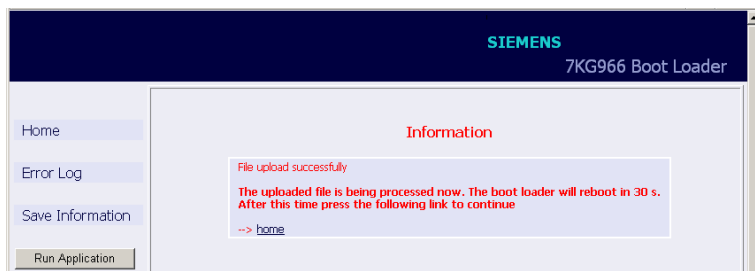 SIEMENS
7KG966 Boot Loader
Home
Error Log
Save Information
Run Application
Information
File upload successfully
The uploaded file is being processed now. The boot loader will reboot in 30 s.
After this time press the following link to continue
--> home